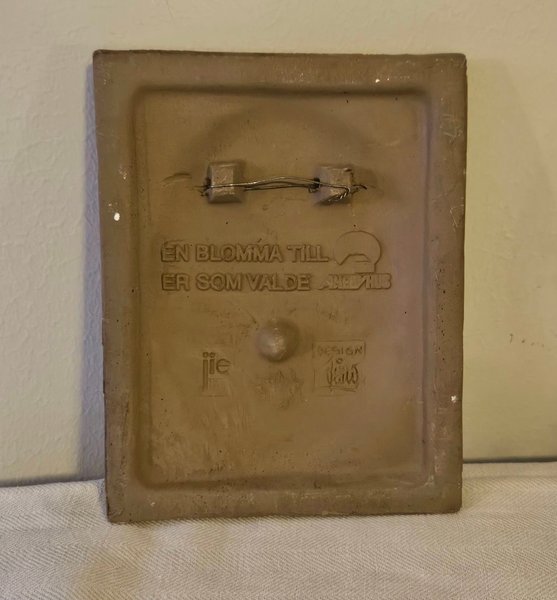 EN BLOMMA TILL
ER SOM VALDE
jie
DESIGN